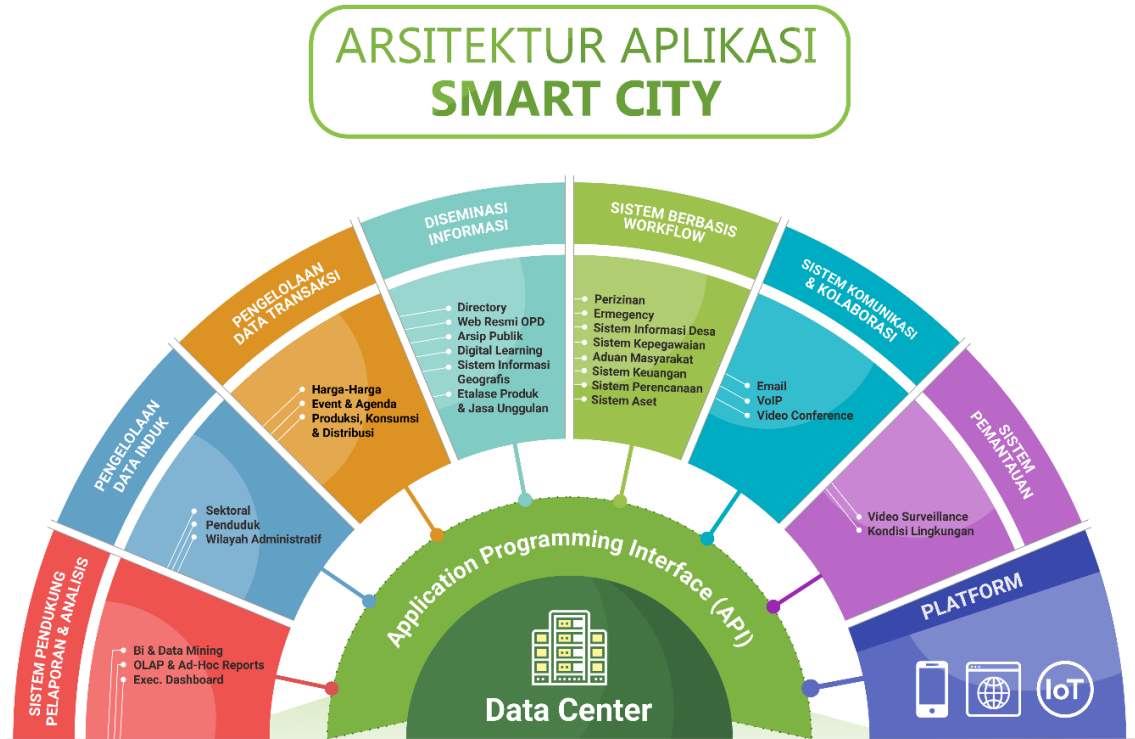 ARSITEKTUR APLIKASI
SMART CITY
SISTEM PENDUKUNG
PELAPORAN & ANALISIS
Bi & Data Mining
OLAP & Ad-Hoc Reports
Exec. Dashboard
PENGELOLAAN
DATA INDUK
Sektoral
Penduduk
Wilayah Administratif
PENGELOLAAN
DATA TRANSAKSI
Harga-Harga
Event & Agenda
Produksi, Konsumsi
& Distribusi
DISEMINASI
INFORMASI
Directory
Web Resmi OPD
Arsip Publik
Digital Learning
Sistem Informasi
Geografis
Etalase Produk
& Jasa Unggulan
SISTEM BERBASIS
WORKFLOW
Perizinan
Ermegency
Sistem Informasi Desa
Sistem Kepegawaian
Aduan Masyarakat
Sistem Keuangan
Sistem Perencanaan
Sistem Aset
SISTEM KOMUNIKASI
& KOLABORASI
Email
VoIP
Video Conference
SISTEM
PEMANTAUAN
Video Surveillance
Kondisi Lingkungan
PLATFORM
IoT
Application Programming Interface (API)
Data Center